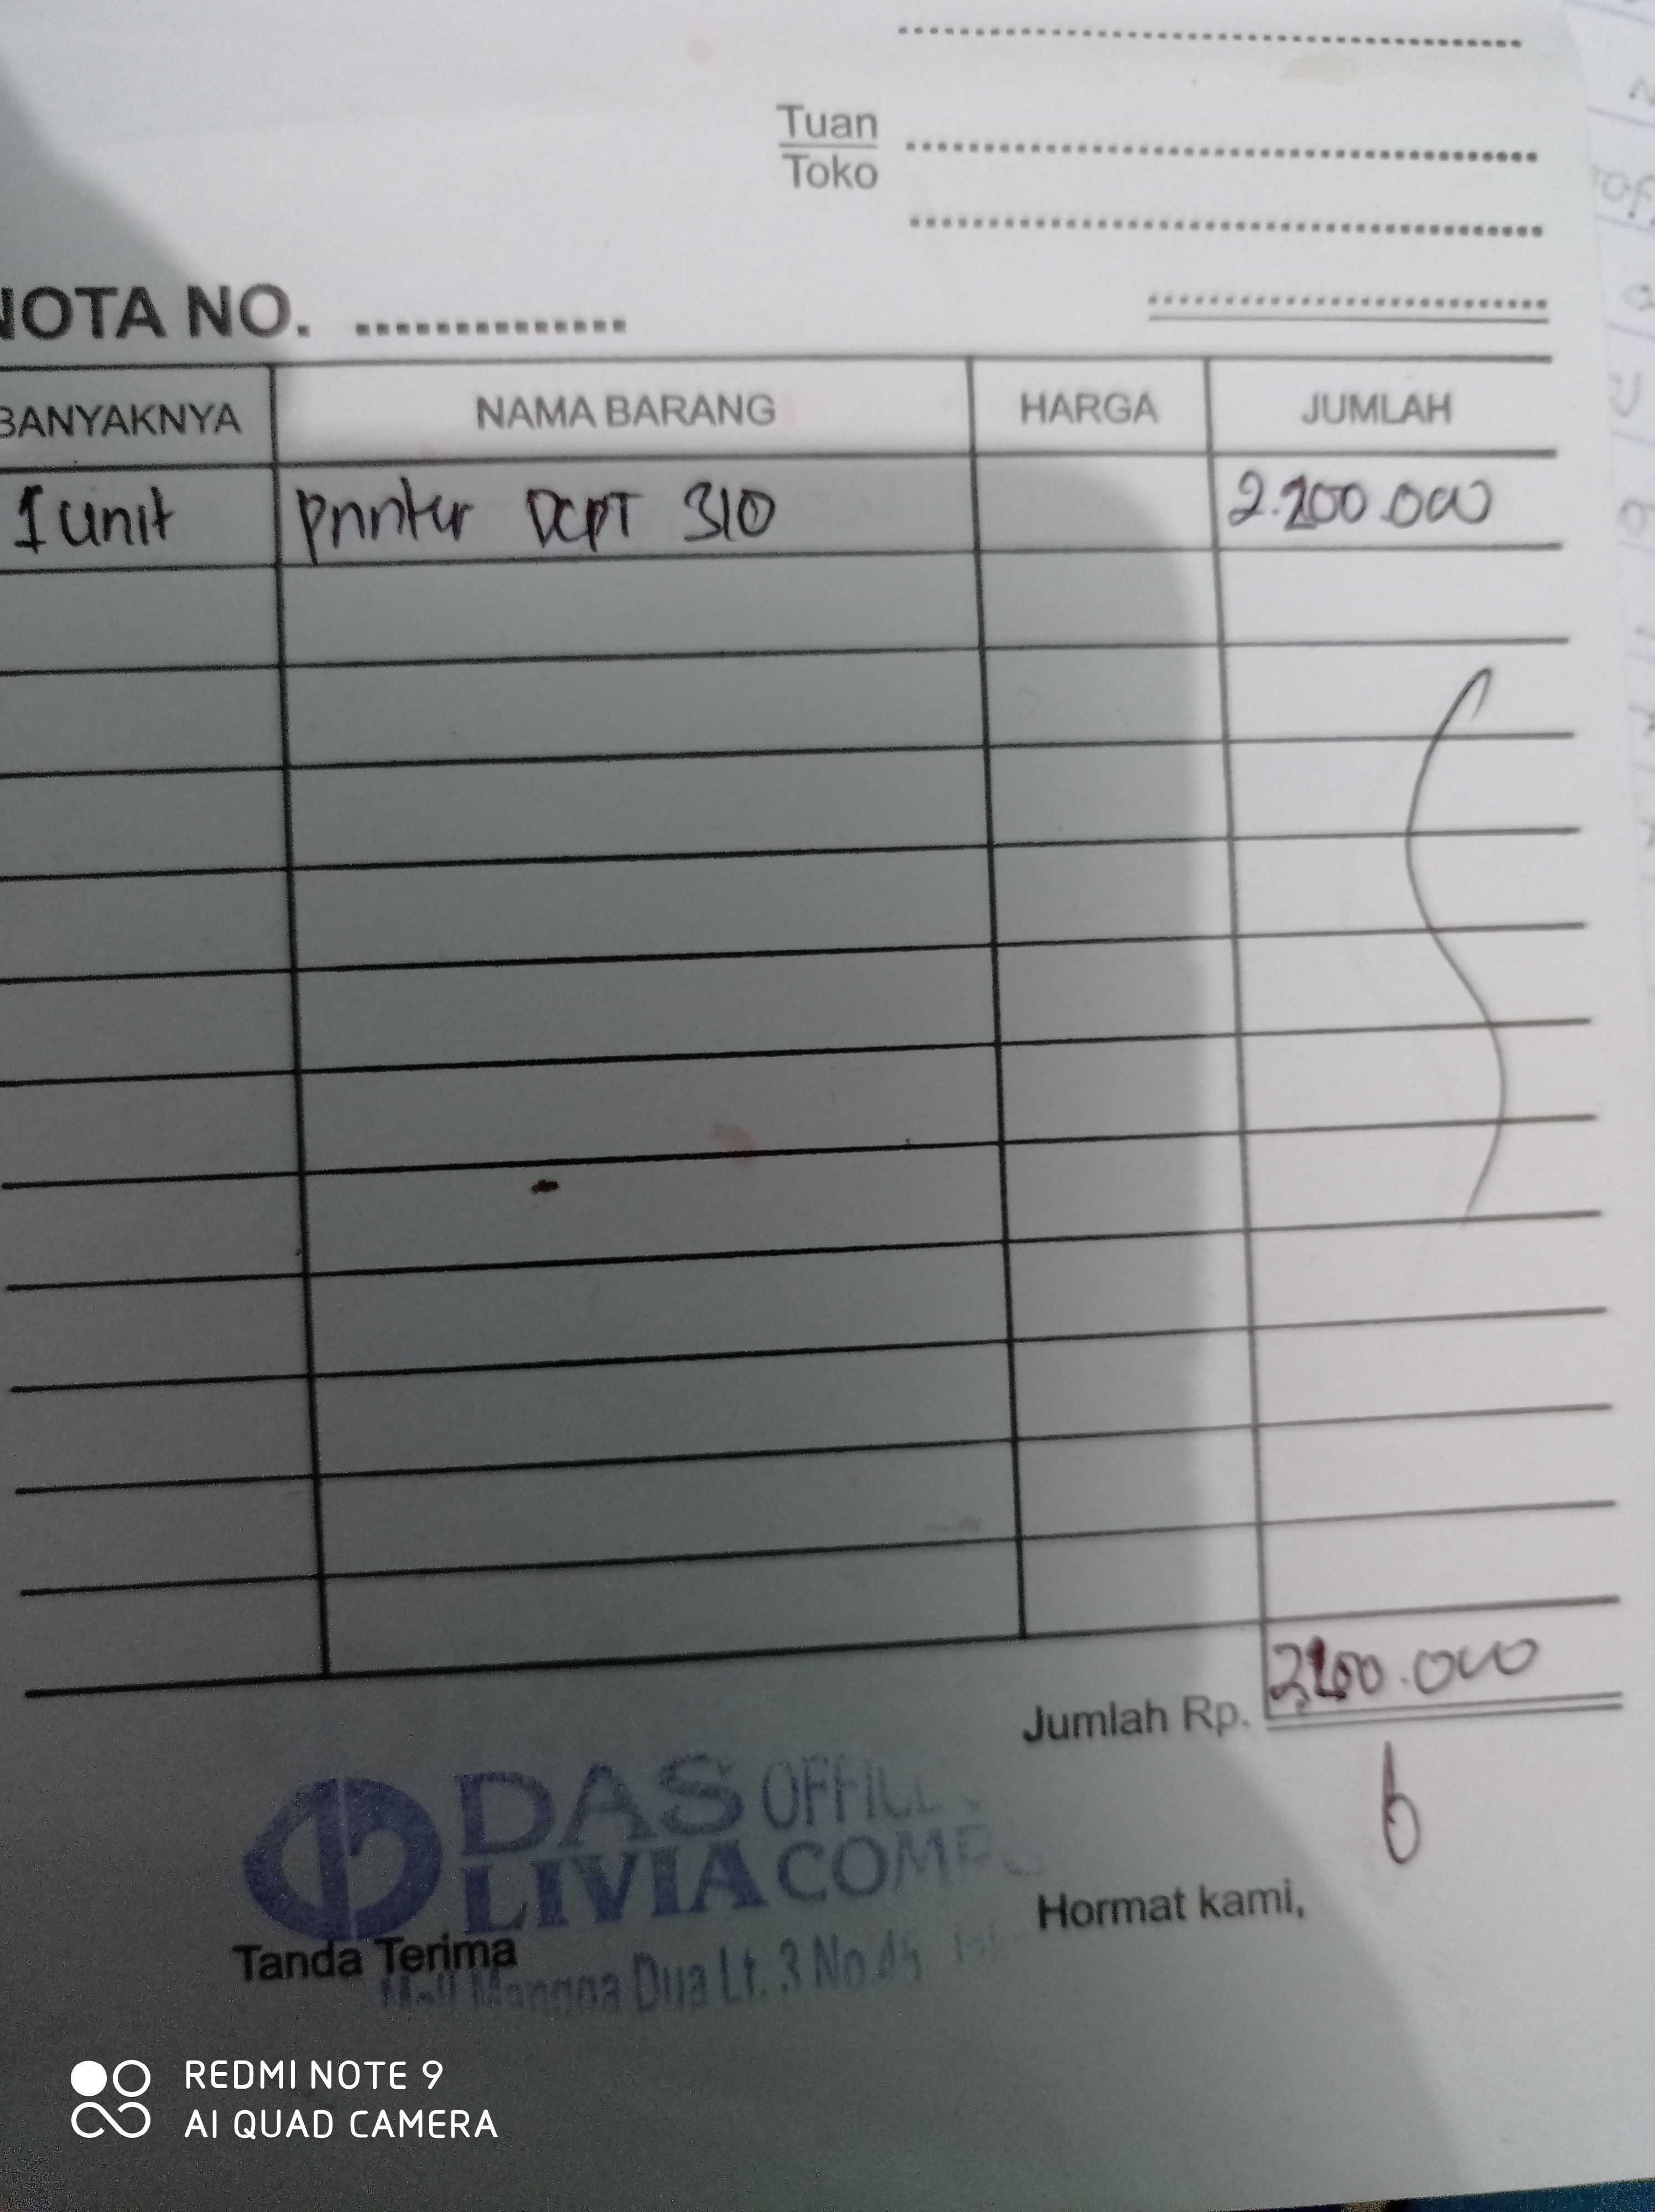 Tuan
Toko
NOTA NO.
BANYAKNYA NAMA BARANG HARGA JUMLAH
1 unit printer DCPT 310 2.200.000
Jumlah Rp. 2,200.000
DAS OFFICE
LIVIA COMP
Hormat kami,
Tanda Terima
Mall Mangga Dua Lt. 3 No.45
REDMI NOTE 9
AI QUAD CAMERA